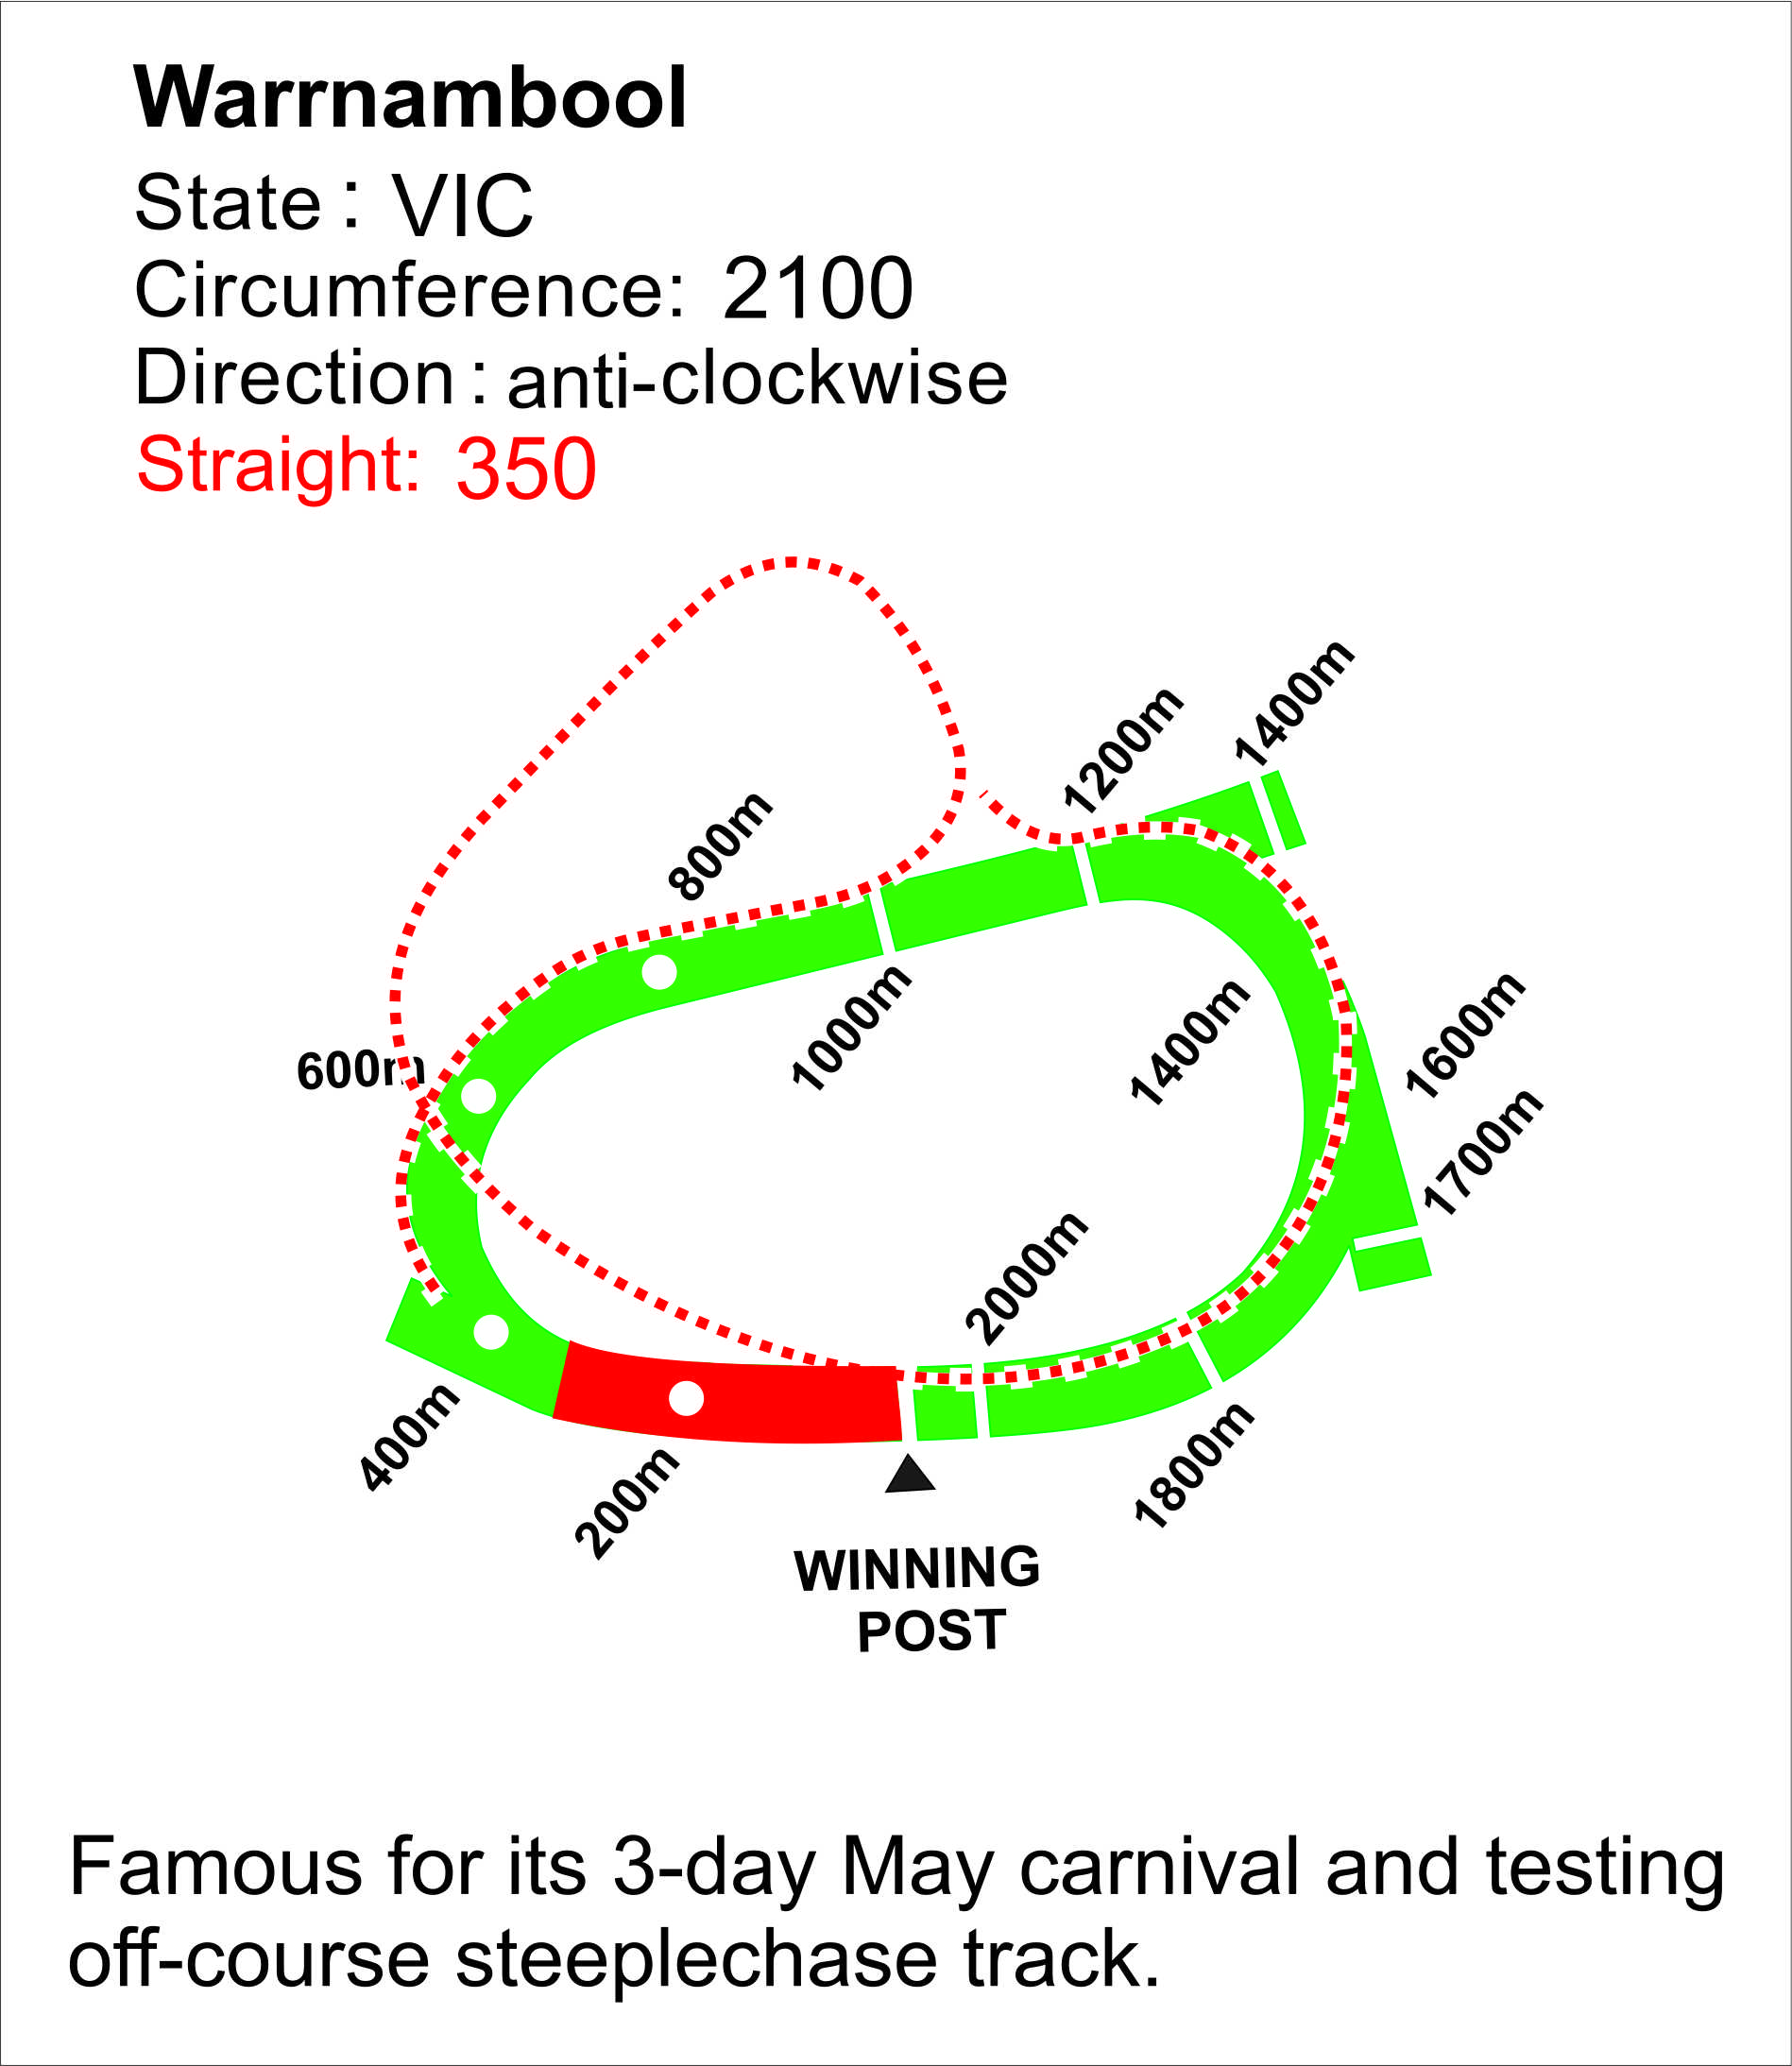 Warrnambool
State : VIC
Circumference: 2100
Direction : anti-clockwise
Straight: 350
1400m
1200m
800m
1000m
1400m
1600m
600m
1700m
2000m
400m
200m
1800m
WINNING
POST
Famous for its 3-day May carnival and testing
off-course steeplechase track.